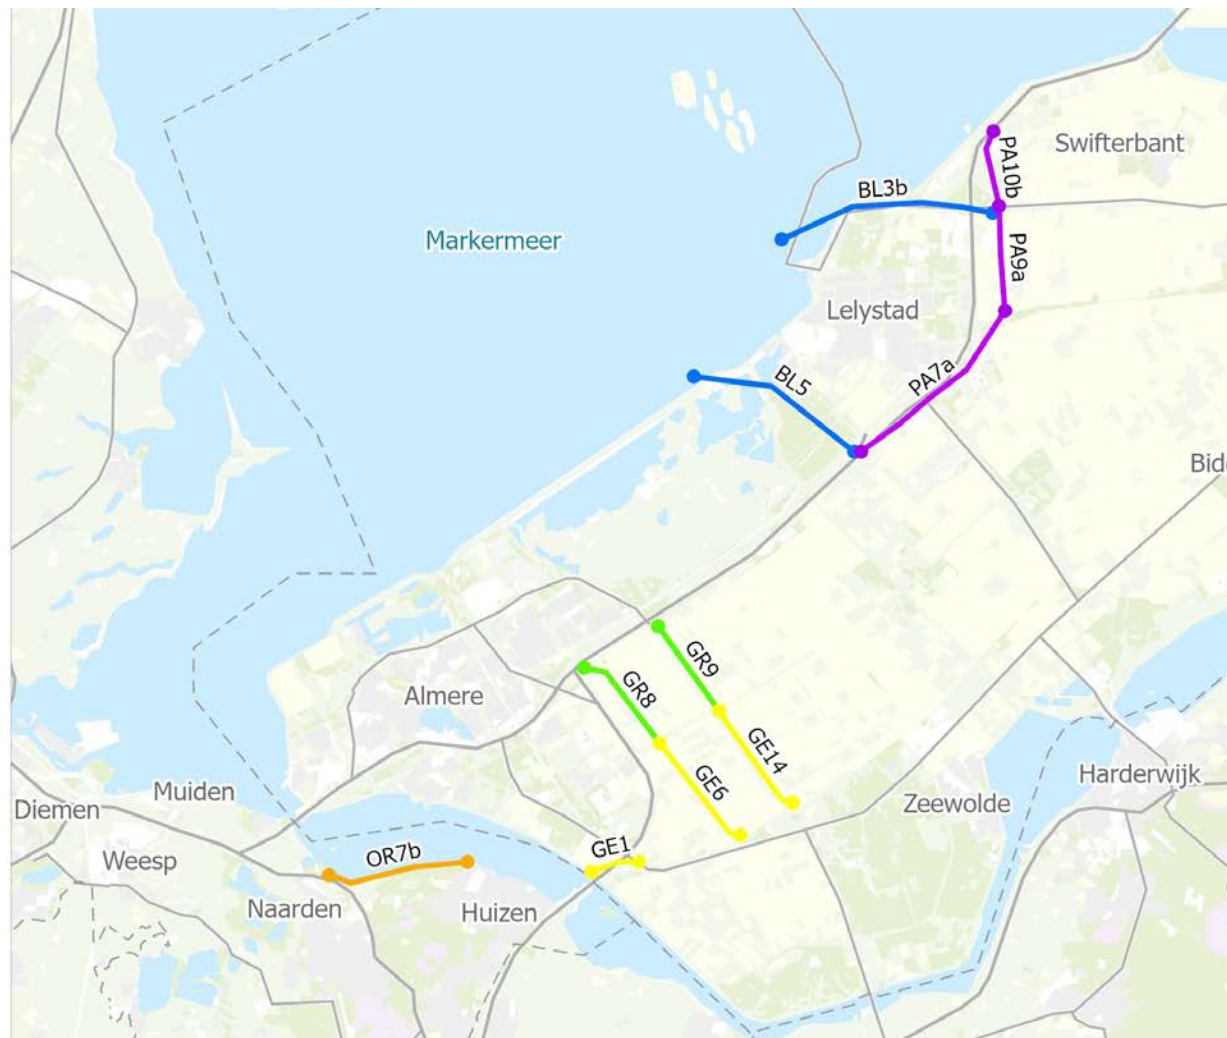 Swifterbant
PA10b
BL3b
Markermeer
PA9a
Lelystad
BL5
PA7a
Bid
GR9
GR8
Almere
GE14
GE6
Harderwijk
Muiden
Zeewolde
Diemen
GE1
OR7b
Weesp
Naarden
Huizen